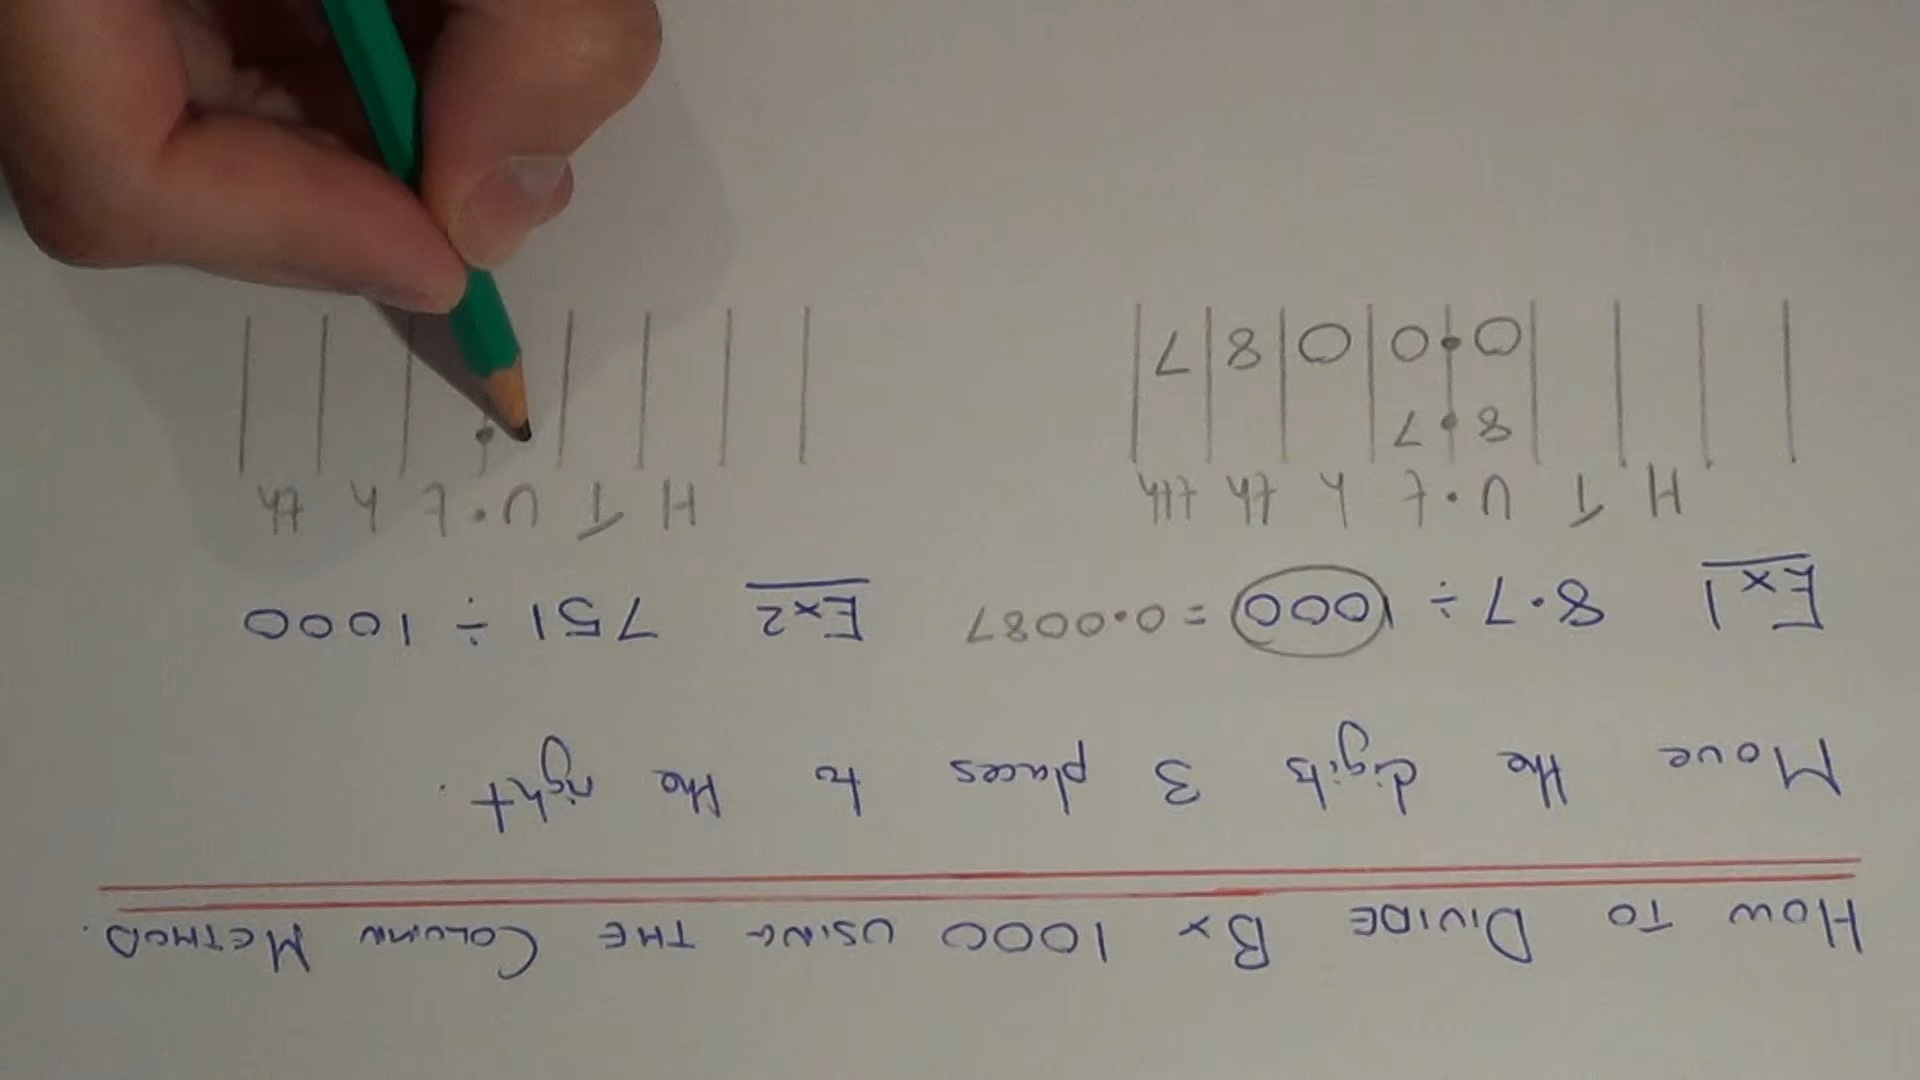 HOW TO DIVIDE BY 1000 USING THE COLUMN METHOD.
Move the digits 3 places to the right.
Ex1 8.7 ÷ 1000 = 0.0087 Ex2 751 ÷ 1000
H T U . t h th tth H T U . t h th
8 . 7
0 . 0 0 8 7